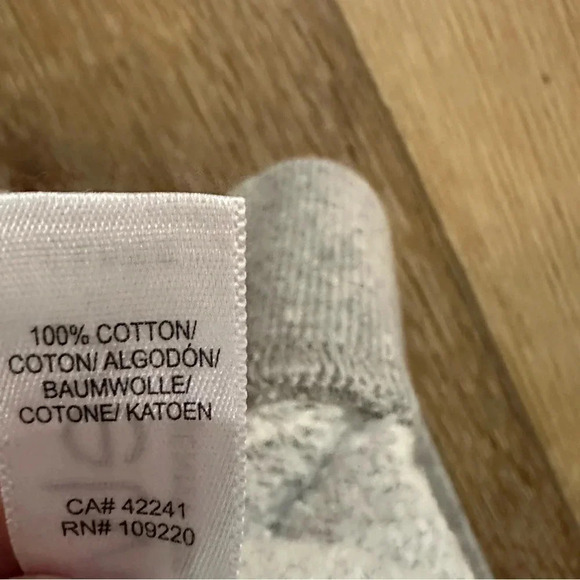 100% COTTON/
COTON/ ALGODÓN/
BAUMWOLLE/
COTONE/ KATOEN
CA# 42241
RN# 109220